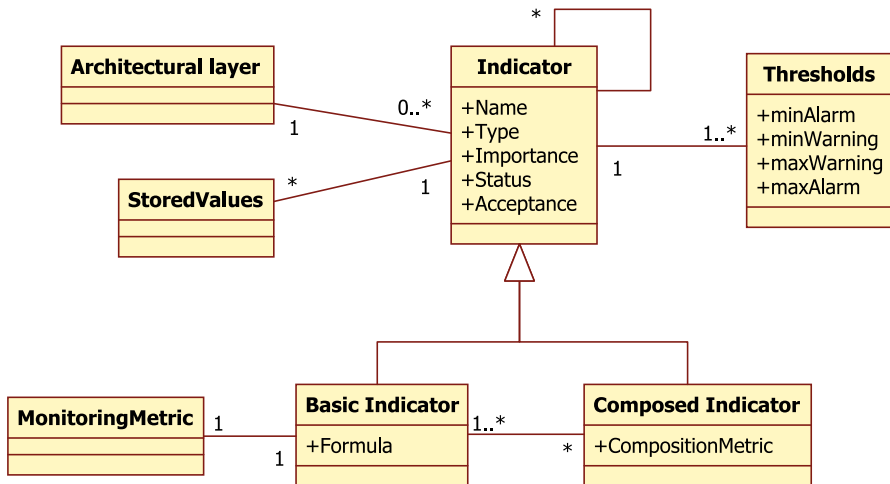 *
Architectural layer
Indicator
Thresholds
+Name
+Type
+Importance
+Status
+Acceptance
+minAlarm
+minWarning
+maxWarning
+maxAlarm
0..*
1
1..*
1
*
1
StoredValues
Basic Indicator
+Formula
Composed Indicator
+CompositionMetric
MonitoringMetric
1
1
1..*
*